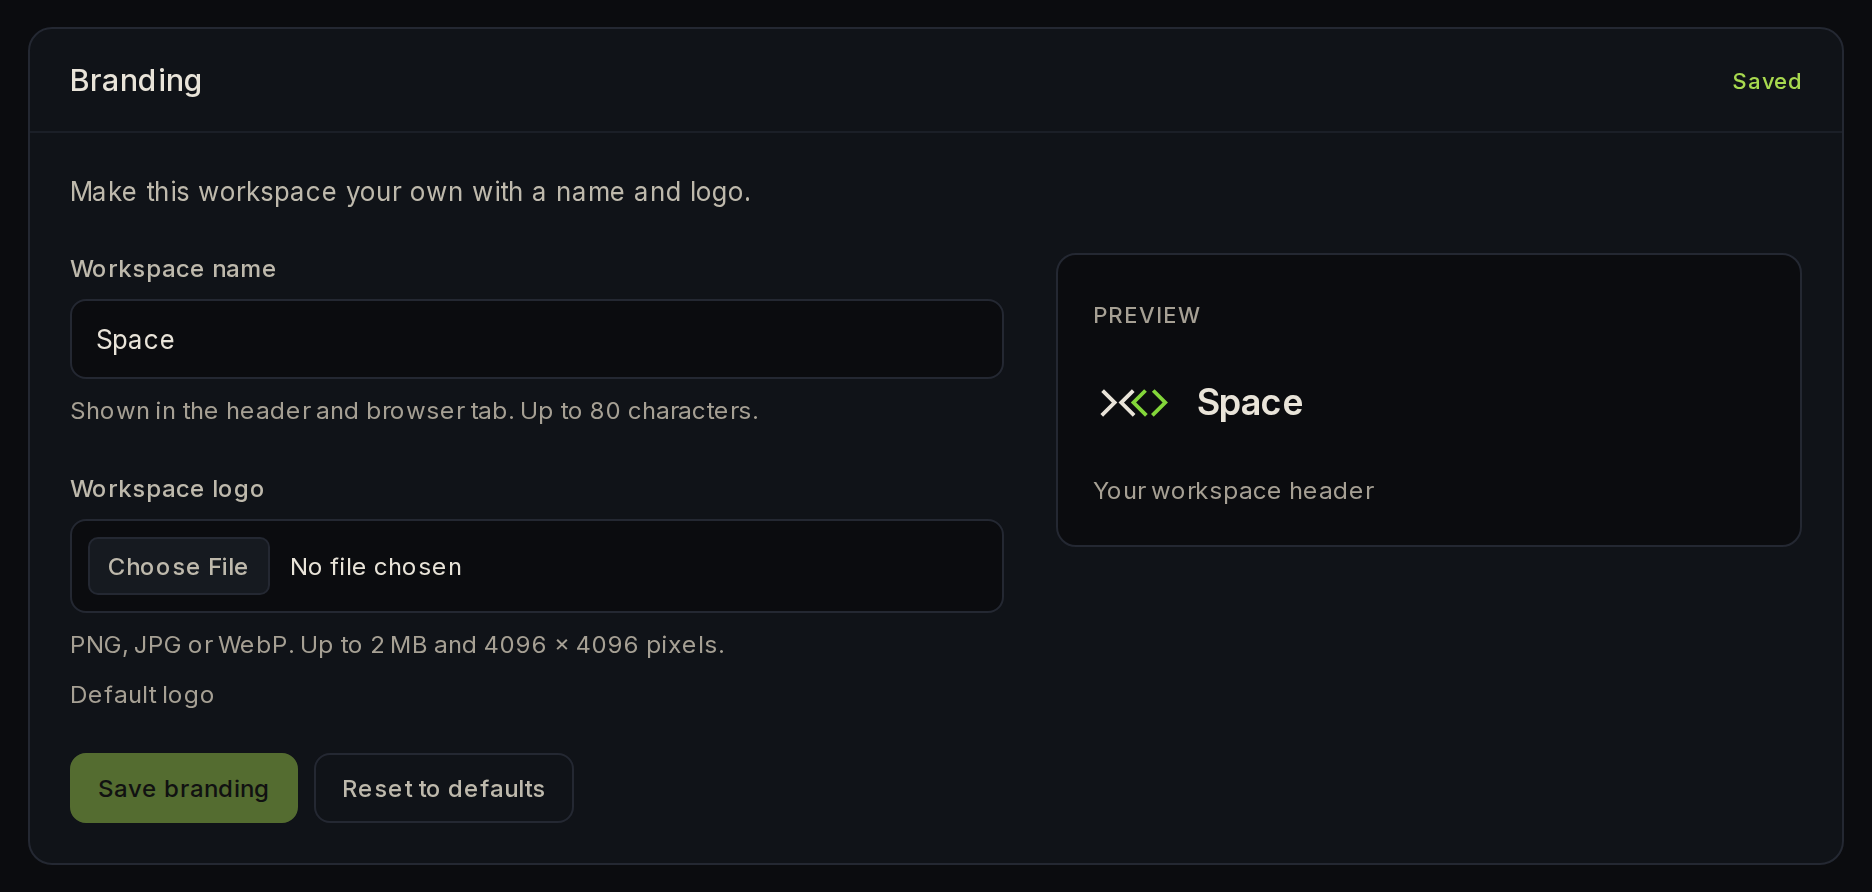 Branding
Saved
Make this workspace your own with a name and logo.
Workspace name
Space
Shown in the header and browser tab. Up to 80 characters.
Workspace logo
Choose File No file chosen
PNG, JPG or WebP. Up to 2 MB and 4096 × 4096 pixels.
Default logo
Save branding
Reset to defaults
PREVIEW
Space
Your workspace header